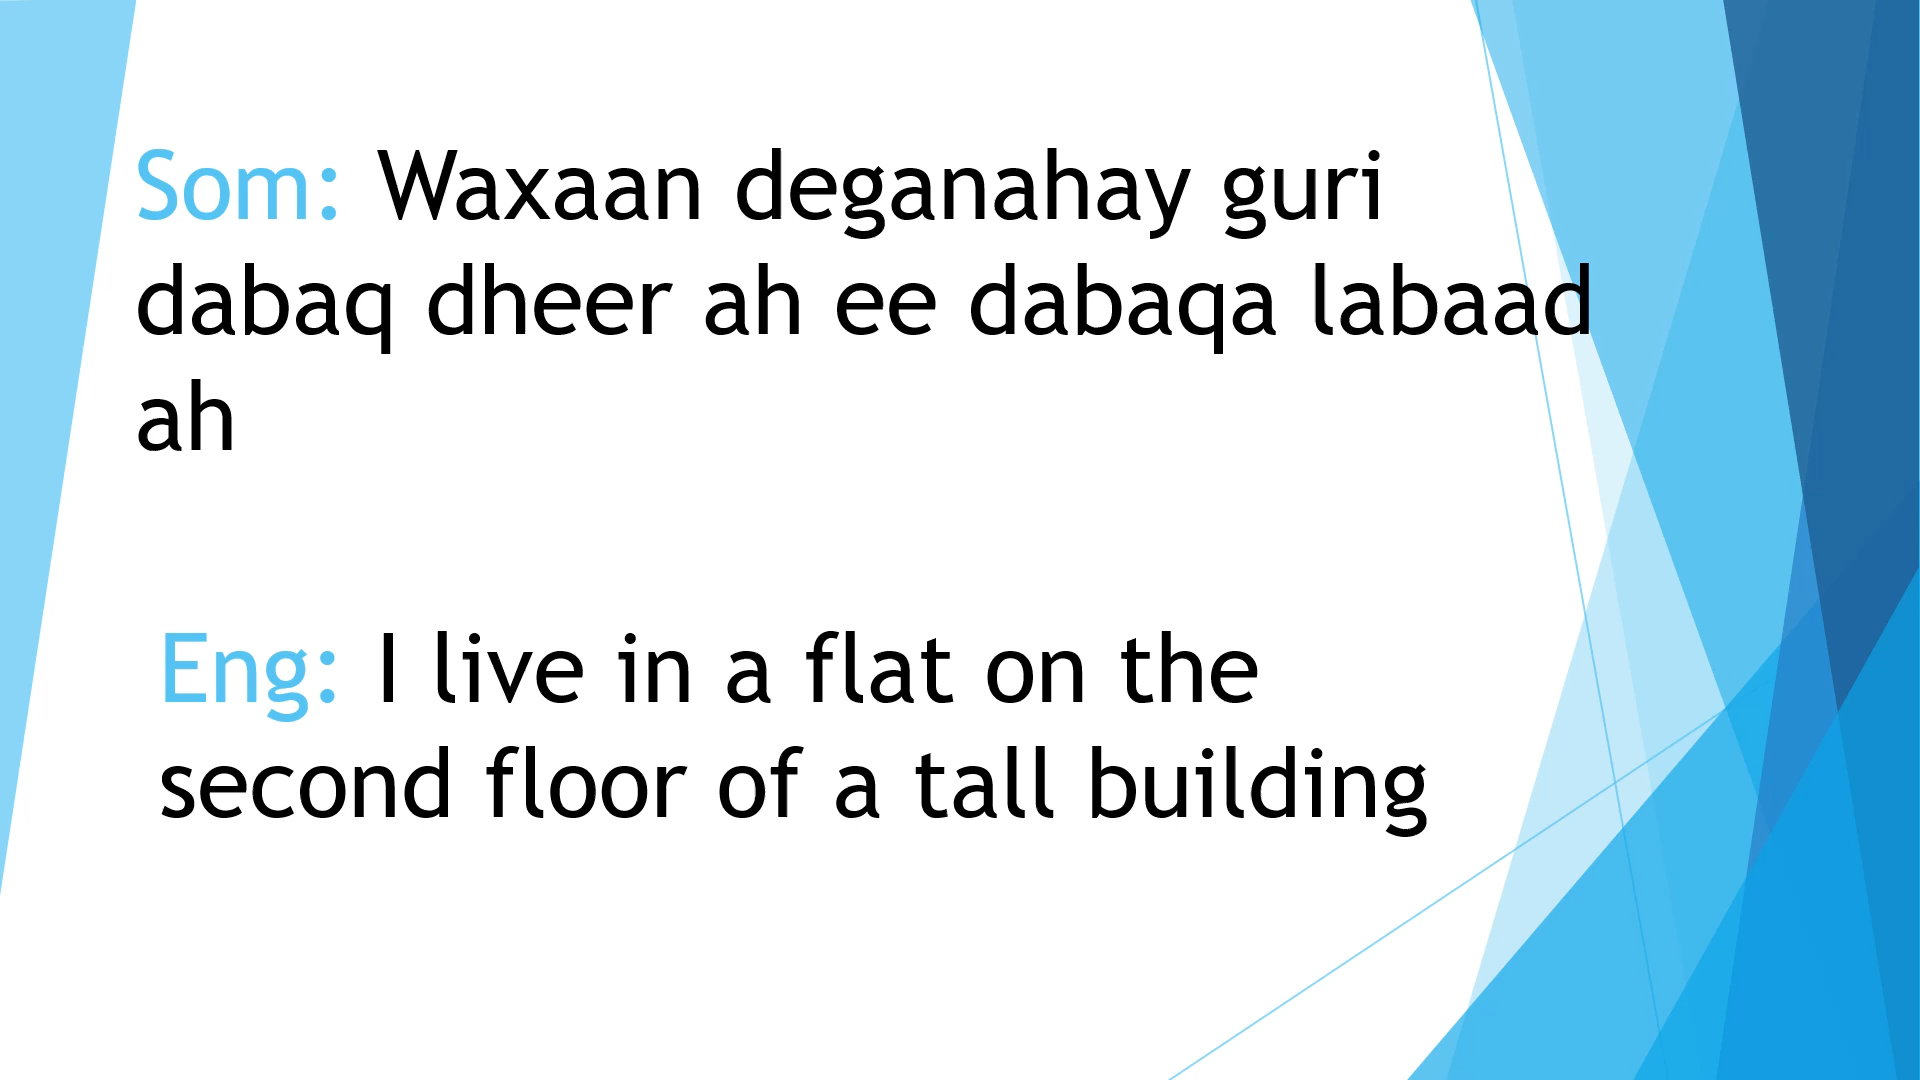 Som: Waxaan deganahay guri
dabaq dheer ah ee dabaqa labaad
ah
Eng: I live in a flat on the
second floor of a tall building